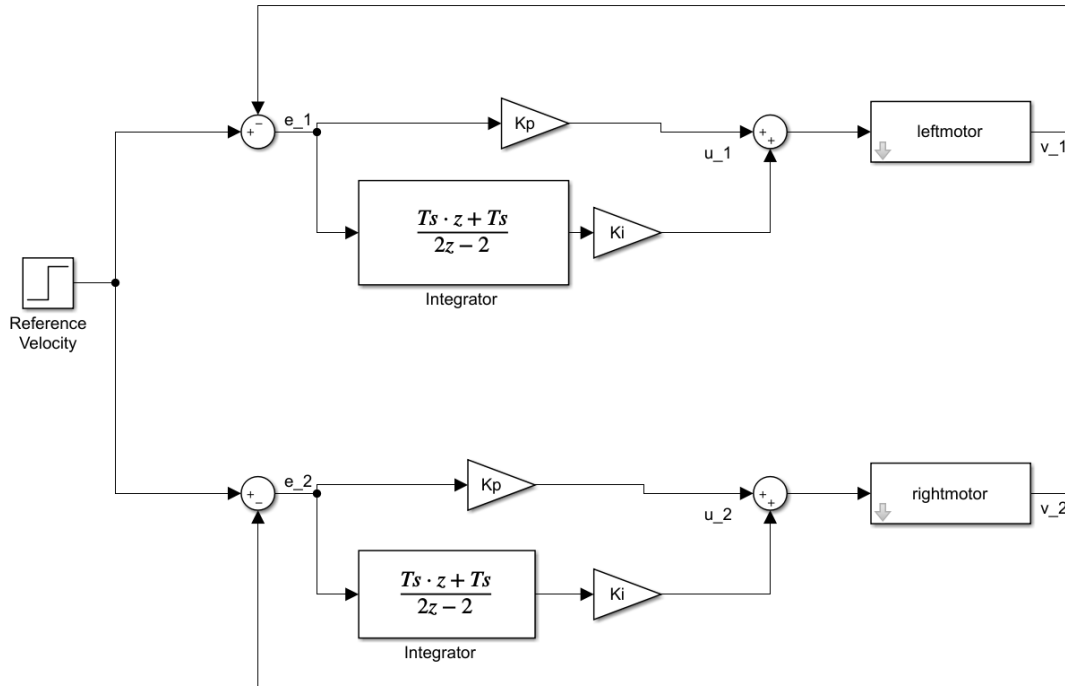 e_1
Kp
+
−
+
+
u_1
leftmotor
v_1
Ts · z + Ts
2z − 2
Ki
Integrator
Reference
Velocity
e_2
Kp
+
−
+
+
u_2
rightmotor
v_2
Ts · z + Ts
2z − 2
Ki
Integrator